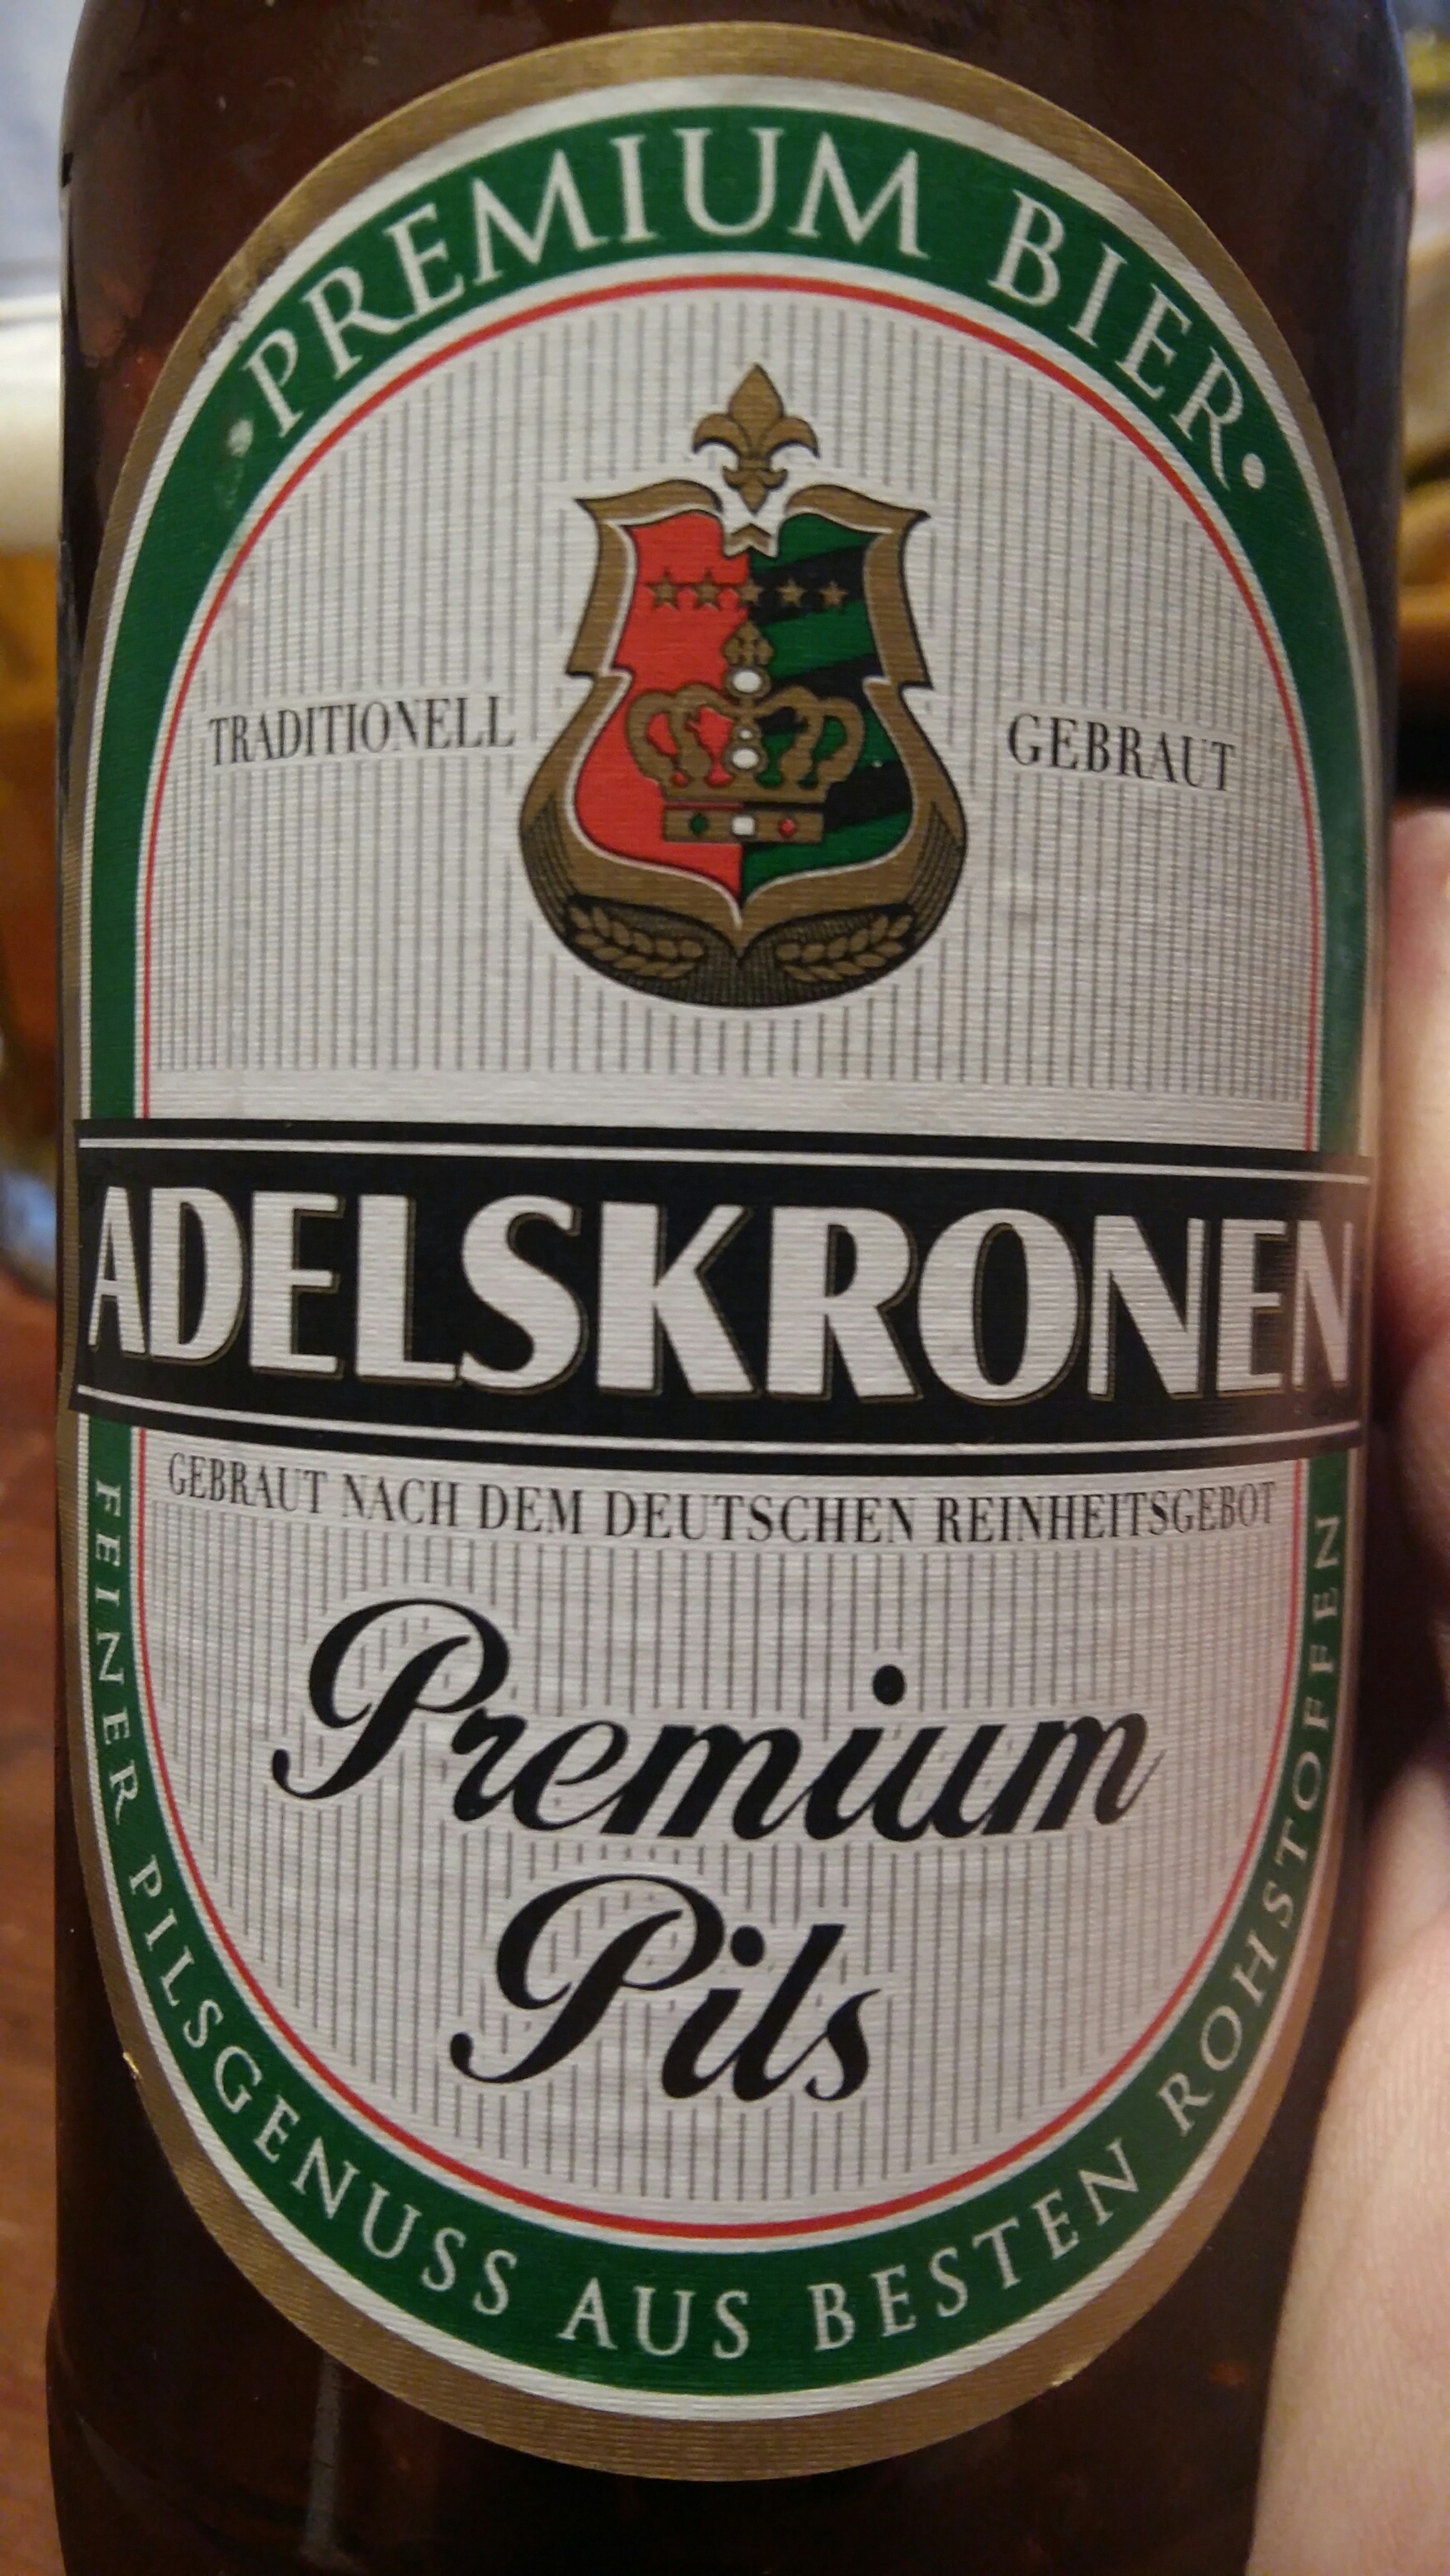 • PREMIUM BIER •
TRADITIONELL GEBRAUT
ADELSKRONEN
GEBRAUT NACH DEM DEUTSCHEN REINHEITSGEBOT
Premium
Pils
FEINER PILSGENUSS AUS BESTEN ROHSTOFFEN